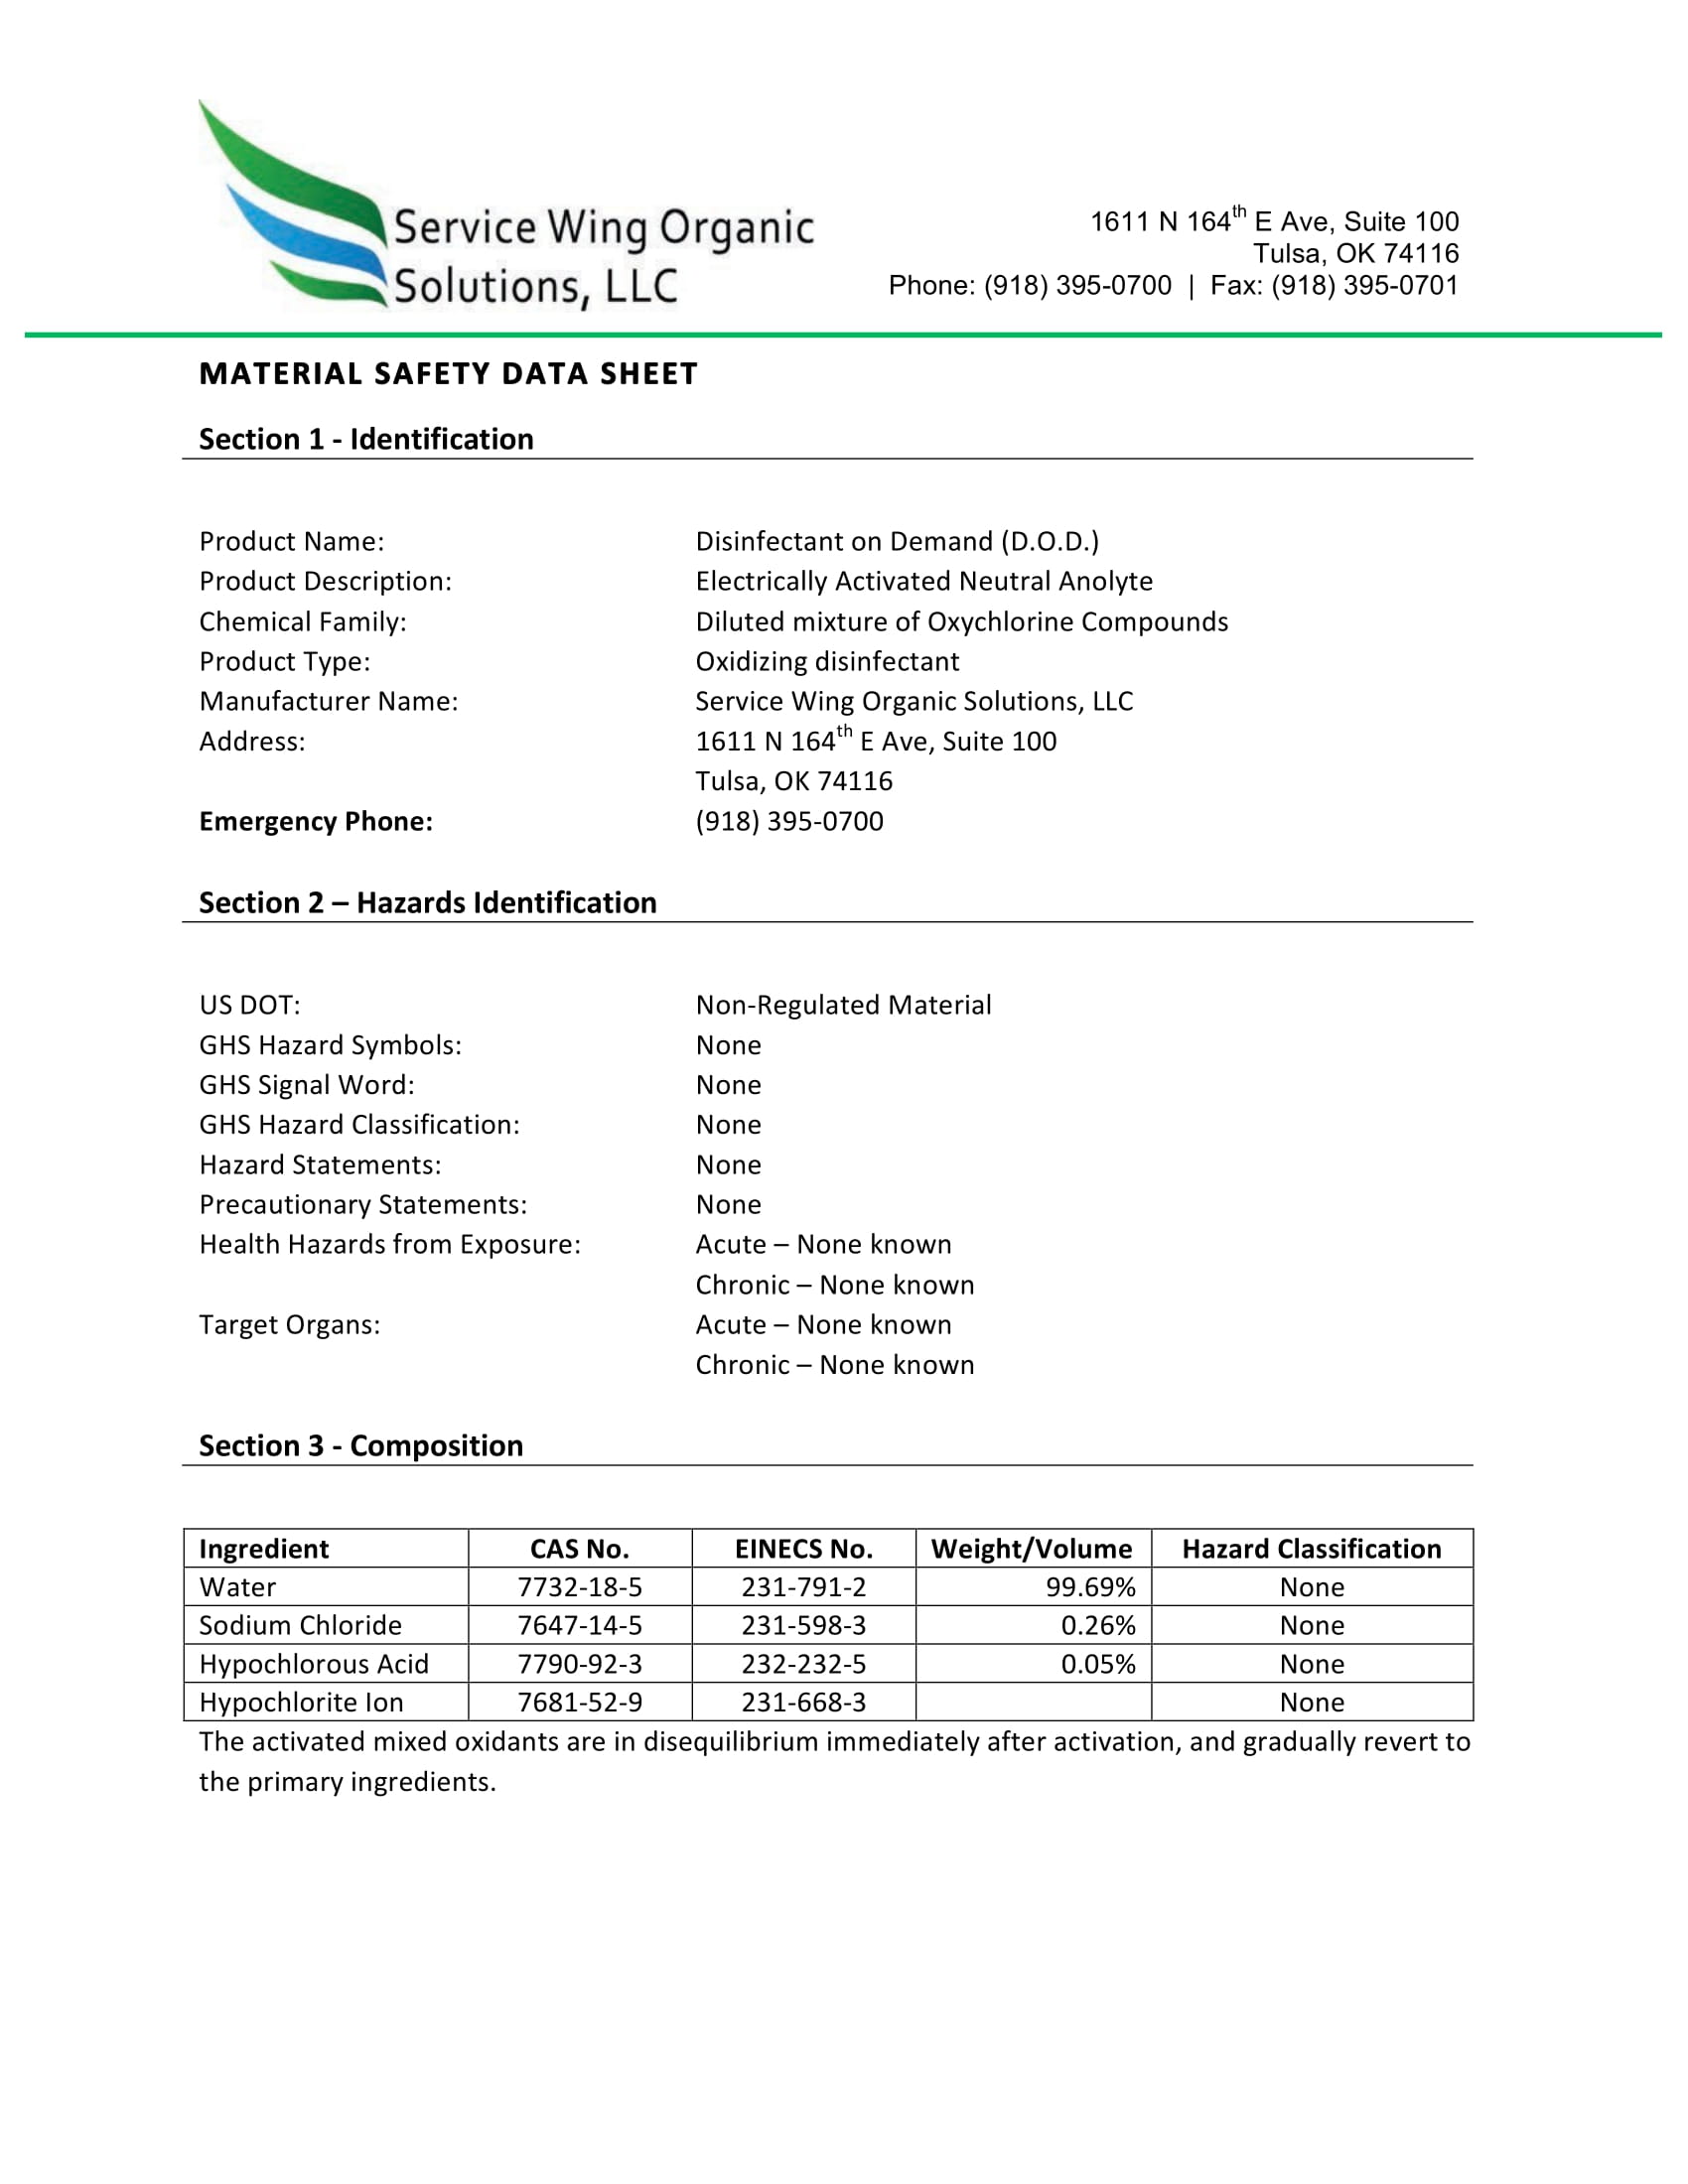 Service Wing Organic
Solutions, LLC
1611 N 164th E Ave, Suite 100
Tulsa, OK 74116
Phone: (918) 395-0700 | Fax: (918) 395-0701
MATERIAL SAFETY DATA SHEET
Section 1 - Identification
Product Name: Disinfectant on Demand (D.O.D.)
Product Description: Electrically Activated Neutral Anolyte
Chemical Family: Diluted mixture of Oxychlorine Compounds
Product Type: Oxidizing disinfectant
Manufacturer Name: Service Wing Organic Solutions, LLC
Address: 1611 N 164th E Ave, Suite 100
Tulsa, OK 74116
Emergency Phone: (918) 395-0700
Section 2 – Hazards Identification
US DOT: Non-Regulated Material
GHS Hazard Symbols: None
GHS Signal Word: None
GHS Hazard Classification: None
Hazard Statements: None
Precautionary Statements: None
Health Hazards from Exposure: Acute – None known
Chronic – None known
Target Organs: Acute – None known
Chronic – None known
Section 3 - Composition
Ingredient CAS No. EINECS No. Weight/Volume Hazard Classification
Water 7732-18-5 231-791-2 99.69% None
Sodium Chloride 7647-14-5 231-598-3 0.26% None
Hypochlorous Acid 7790-92-3 232-232-5 0.05% None
Hypochlorite Ion 7681-52-9 231-668-3 None
The activated mixed oxidants are in disequilibrium immediately after activation, and gradually revert to
the primary ingredients.